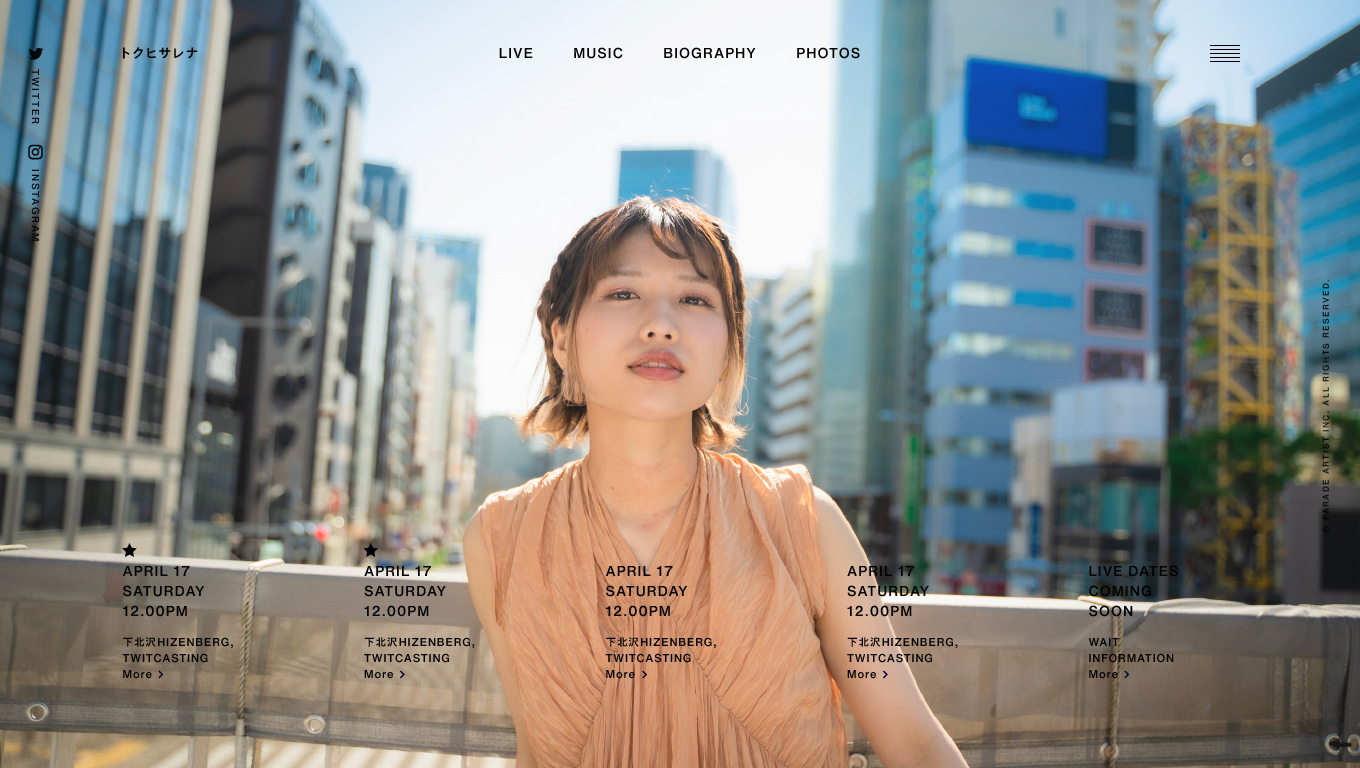 トクヒサレナ
LIVE
MUSIC
BIOGRAPHY
PHOTOS
TWITTER
INSTAGRAM
APRIL 17
SATURDAY
12.00PM
下北沢HIZENBERG,
TWITCASTING
More
APRIL 17
SATURDAY
12.00PM
下北沢HIZENBERG,
TWITCASTING
More
APRIL 17
SATURDAY
12.00PM
下北沢HIZENBERG,
TWITCASTING
More
APRIL 17
SATURDAY
12.00PM
下北沢HIZENBERG,
TWITCASTING
More
LIVE DATES
COMING
SOON
WAIT
INFORMATION
More
PARADE ARTIST INC. ALL RIGHTS RESERVED.